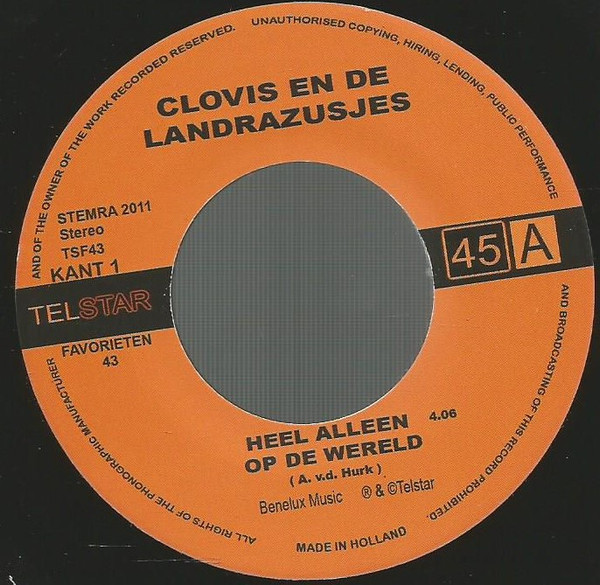 ALL RIGHTS OF THE PHONOGRAPHIC MANUFACTURER
AND OF THE OWNER OF THE WORK RECORDED RESERVED.
UNAUTHORISED COPYING, HIRING, LENDING, PUBLIC PERFORMANCE
AND BROADCASTING OF THIS RECORD PROHIBITED.
CLOVIS EN DE
LANDRAZUSJES
STEMRA 2011
Stereo
TSF43
KANT 1
TELSTAR
FAVORIETEN
43
45 A
HEEL ALLEEN 4.06
OP DE WERELD
( A. v.d. Hurk )
Benelux Music ® & ©Telstar
MADE IN HOLLAND